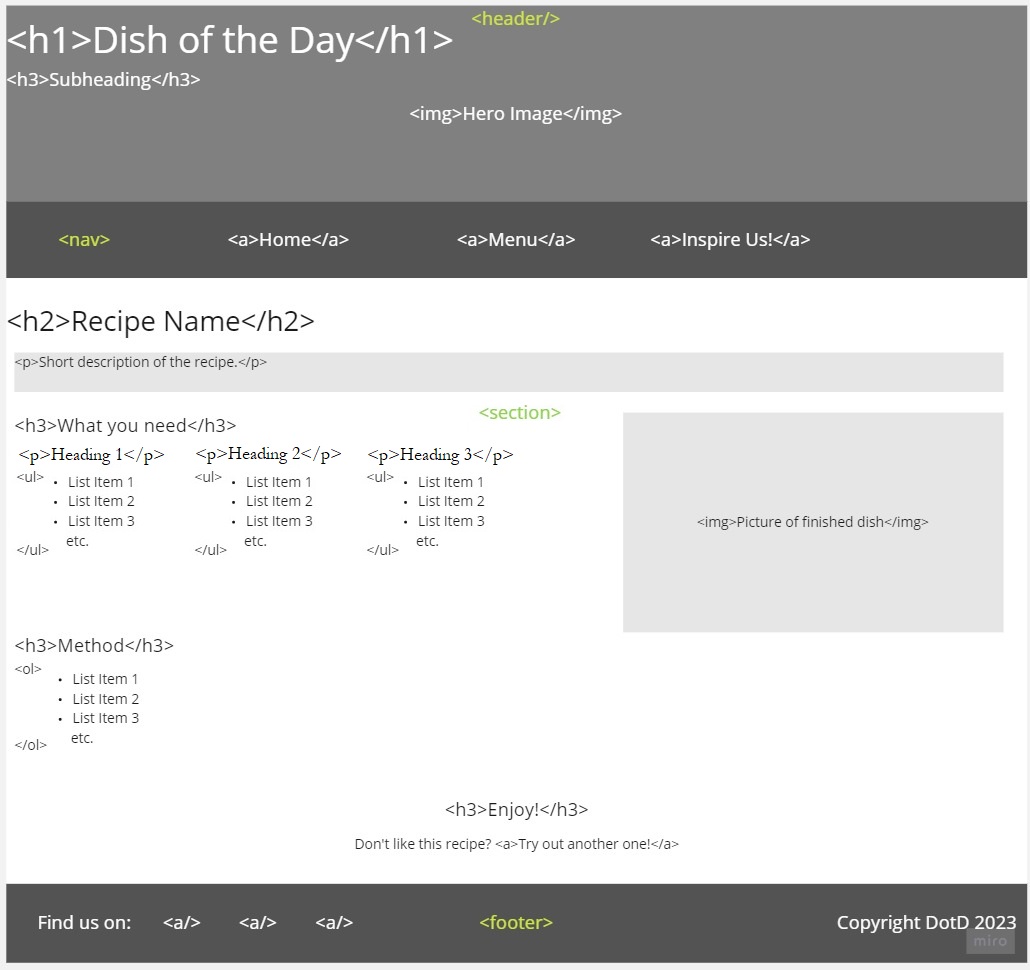 <header/>
<h1>Dish of the Day</h1>
<h3>Subheading</h3>
<img>Hero Image</img>
<nav> <a>Home</a> <a>Menu</a> <a>Inspire Us!</a>
<h2>Recipe Name</h2>
<p>Short description of the recipe.</p>
<section>
<h3>What you need</h3>
<p>Heading 1</p>
<ul>
• List Item 1
• List Item 2
• List Item 3
etc.
</ul>
<p>Heading 2</p>
<ul>
• List Item 1
• List Item 2
• List Item 3
etc.
</ul>
<p>Heading 3</p>
<ul>
• List Item 1
• List Item 2
• List Item 3
etc.
</ul>
<img>Picture of finished dish</img>
<h3>Method</h3>
<ol>
• List Item 1
• List Item 2
• List Item 3
etc.
</ol>
<h3>Enjoy!</h3>
Don't like this recipe? <a>Try out another one!</a>
Find us on: <a/> <a/> <a/> <footer> Copyright DotD 2023
miro